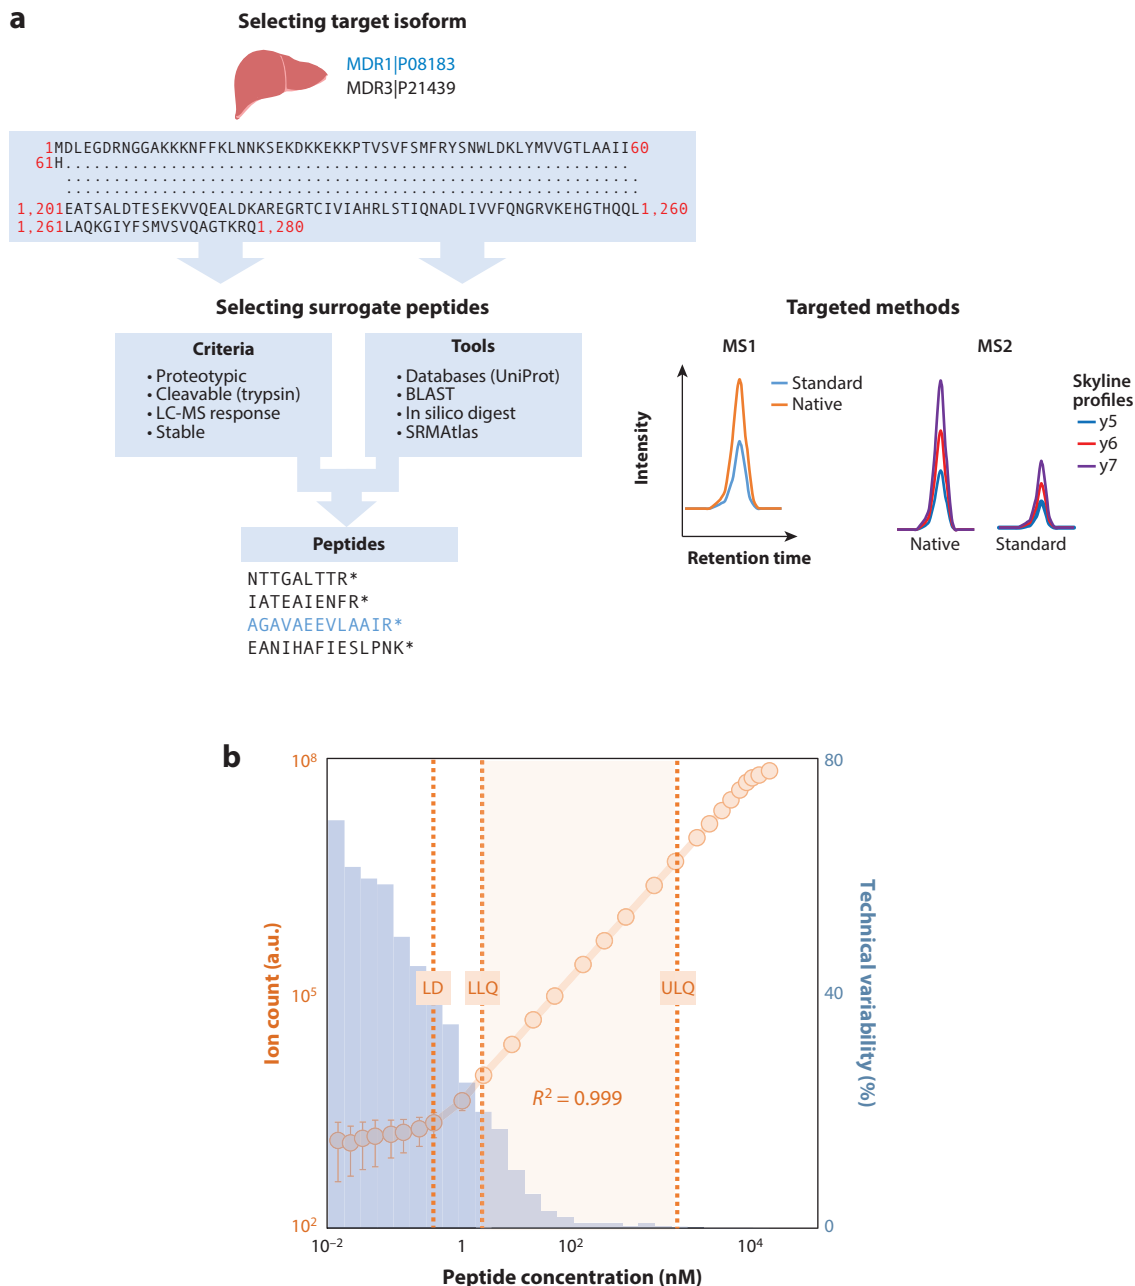 a
Selecting target isoform
MDR1|P08183
MDR3|P21439
1MDLEGDRNGGAKKKNFFKLNNKSEKDKKEKKPTVSVFSMFRYSNWLDKLYMVVGTLAAII60
61H...............................................................
...............................................................
...............................................................
1,201EATSALDTESEKVVQEALDKAREGRTCIVIAHRLSTIQNADLIVVFQNGRVKEHGTHQQL1,260
1,261LAQKGIYFSMVSVQAGTKRQ1,280
Selecting surrogate peptides
Criteria
• Proteotypic
• Cleavable (trypsin)
• LC-MS response
• Stable
Tools
• Databases (UniProt)
• BLAST
• In silico digest
• SRMAtlas
Peptides
NTTGALTTR*
IATEAIENFR*
AGAVAEEVLAAIR*
EANIHAFIESLPNK*
Targeted methods
MS1
Standard
Native
Intensity
Retention time
MS2
Skyline
profiles
y5
y6
y7
Native
Standard
b
10⁸
10⁵
10²
Ion count (a.u.)
LD
LLQ
ULQ
R² = 0.999
80
40
0
Technical variability (%)
10⁻²
1
10²
10⁴
Peptide concentration (nM)